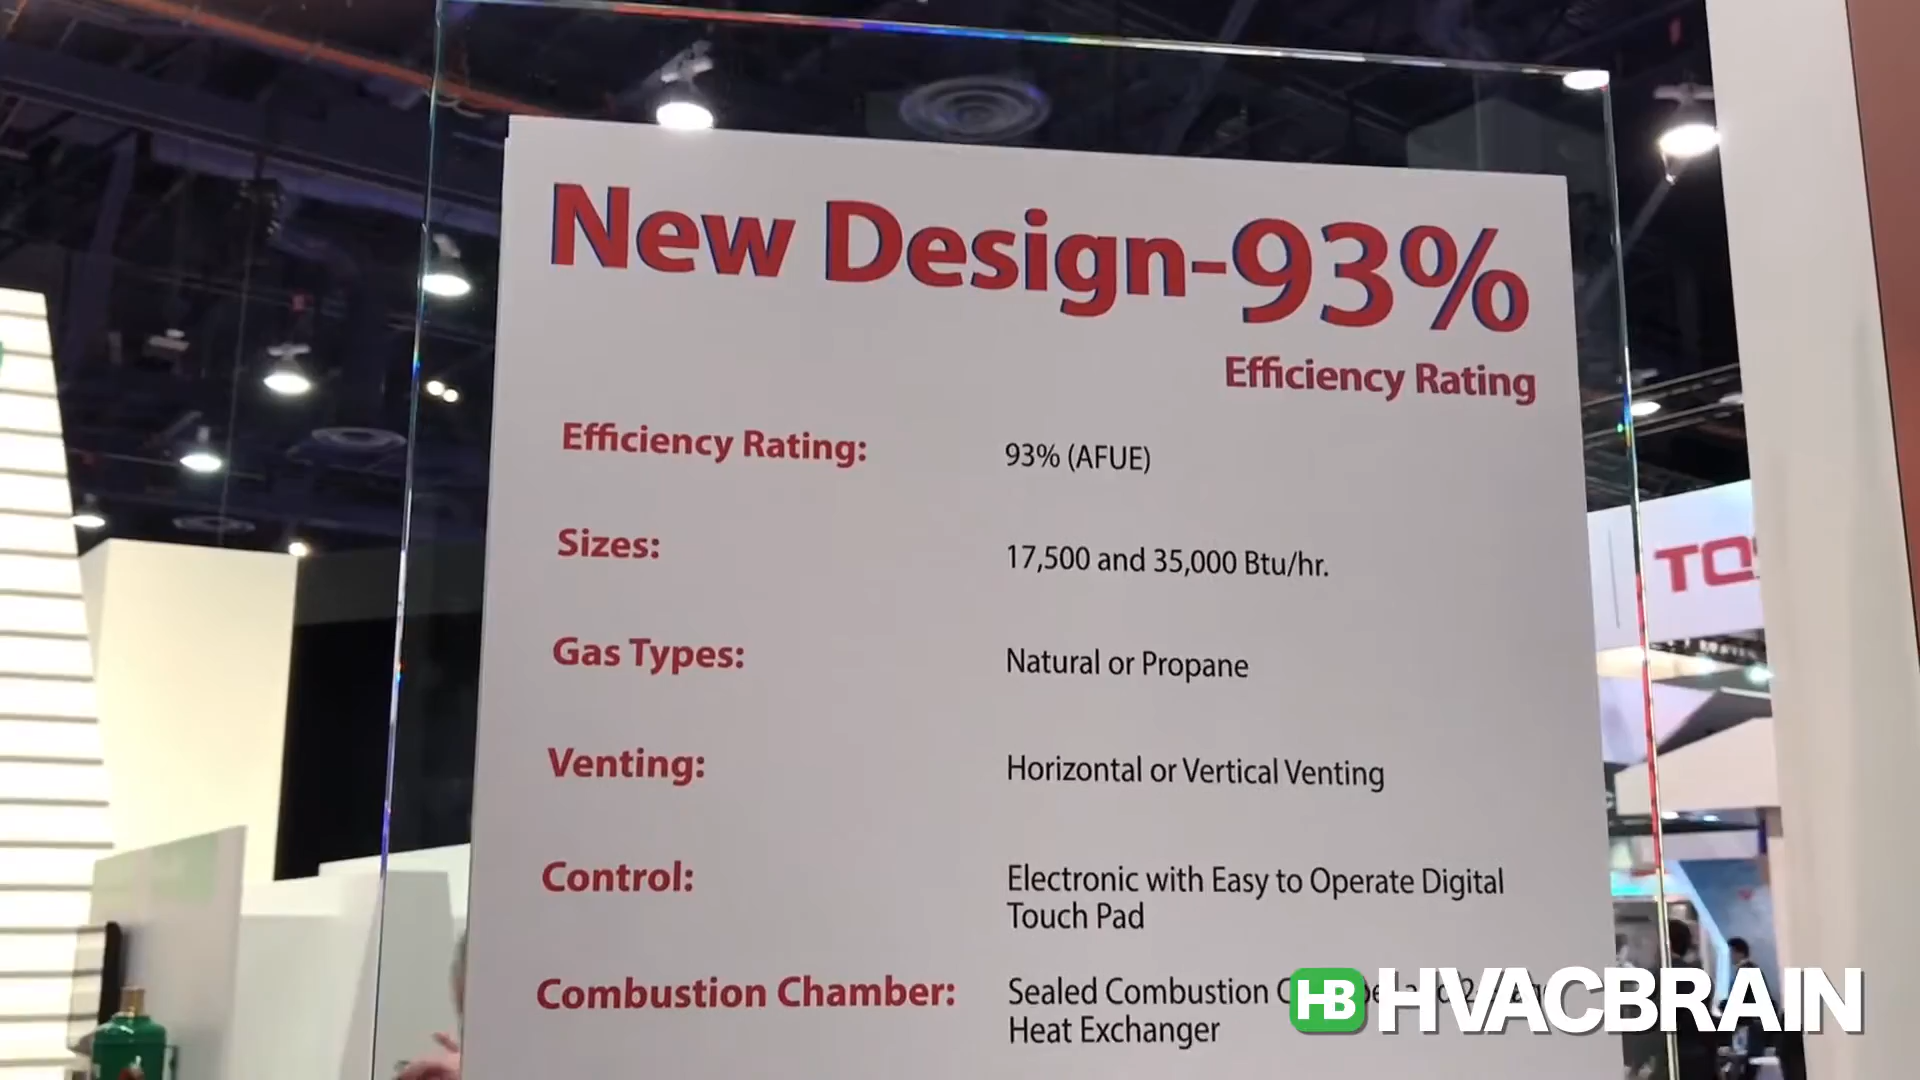 New Design-93%
Efficiency Rating
Efficiency Rating: 93% (AFUE)
Sizes: 17,500 and 35,000 Btu/hr.
Gas Types: Natural or Propane
Venting: Horizontal or Vertical Venting
Control: Electronic with Easy to Operate Digital
Touch Pad
Combustion Chamber: Sealed Combustion
Heat Exchanger
HB HVACBRAIN